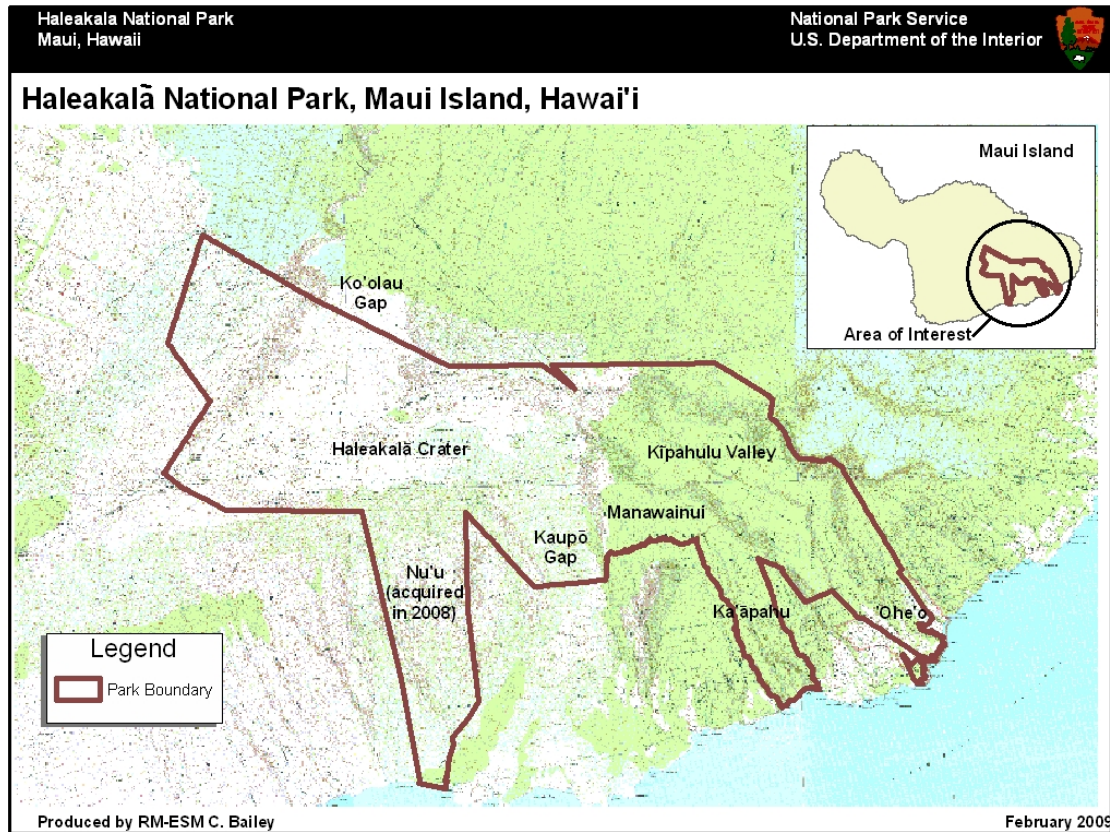 Haleakala National Park
Maui, Hawaii
National Park Service
U.S. Department of the Interior
Haleakalā National Park, Maui Island, Hawai'i
Maui Island
Area of Interest
Ko'olau
Gap
Haleakalā Crater
Kīpahulu Valley
Manawainui
Kaupō
Gap
Nu'u
(acquired
in 2008)
Ka'āpahu
'Ohe'o
Legend
Park Boundary
Produced by RM-ESM C. Bailey
February 2009